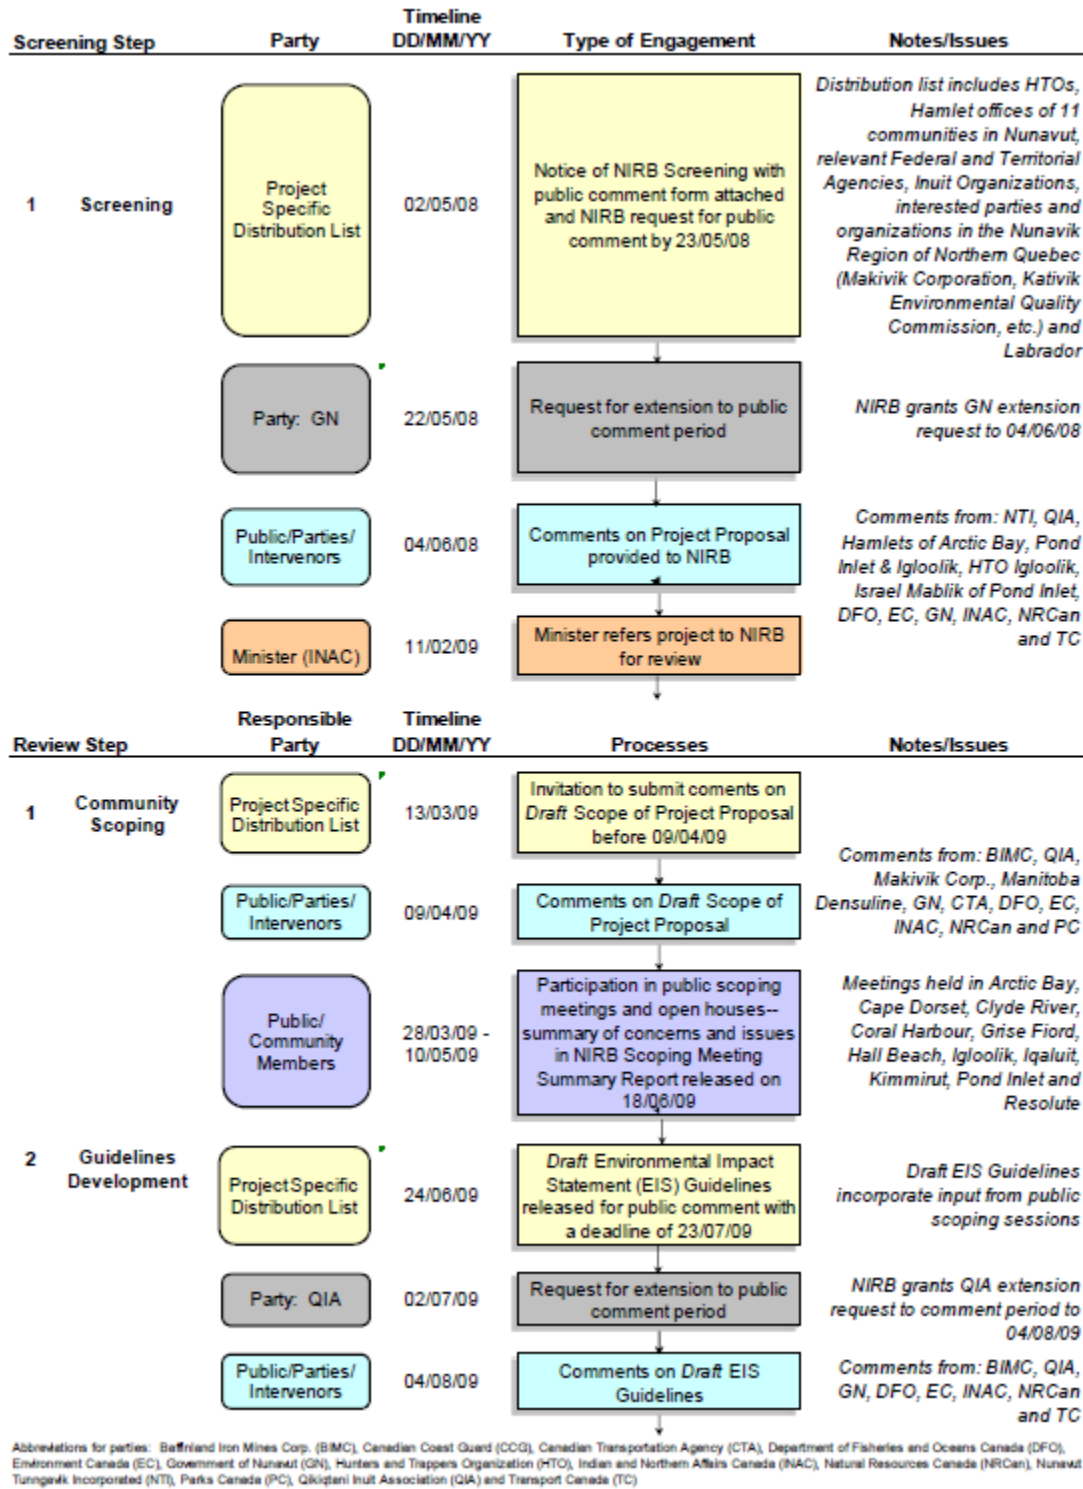 Timeline
Screening Step Party DD/MM/YY Type of Engagement Notes/Issues
1 Screening
Project
Specific
Distribution List
02/05/08
Notice of NIRB Screening with
public comment form attached
and NIRB request for public
comment by 23/05/08
Distribution list includes HTOs,
Hamlet offices of 11
communities in Nunavut,
relevant Federal and Territorial
Agencies, Inuit Organizations,
interested parties and
organizations in the Nunavik
Region of Northern Quebec
(Makivik Corporation, Kativik
Environmental Quality
Commission, etc.) and
Labrador
Party: GN
22/05/08
Request for extension to public
comment period
NIRB grants GN extension
request to 04/06/08
Public/Parties/
Intervenors
04/06/08
Comments on Project Proposal
provided to NIRB
Comments from: NTI, QIA,
Hamlets of Arctic Bay, Pond
Inlet & Igloolik, HTO Igloolik,
Israel Mablik of Pond Inlet,
DFO, EC, GN, INAC, NRCan
and TC
Minister (INAC)
11/02/09
Minister refers project to NIRB
for review
Responsible Timeline
Review Step Party DD/MM/YY Processes Notes/Issues
1 Community
Scoping
Project Specific
Distribution List
13/03/09
Invitation to submit coments on
Draft Scope of Project Proposal
before 09/04/09
Public/Parties/
Intervenors
09/04/09
Comments on Draft Scope of
Project Proposal
Comments from: BIMC, QIA,
Makivik Corp., Manitoba
Densuline, GN, CTA, DFO, EC,
INAC, NRCan and PC
Public/
Community
Members
28/03/09 -
10/05/09
Participation in public scoping
meetings and open houses--
summary of concerns and issues
in NIRB Scoping Meeting
Summary Report released on
18/06/09
Meetings held in Arctic Bay,
Cape Dorset, Clyde River,
Coral Harbour, Grise Fiord,
Hall Beach, Igloolik, Iqaluit,
Kimmirut, Pond Inlet and
Resolute
2 Guidelines
Development
Project Specific
Distribution List
24/06/09
Draft Environmental Impact
Statement (EIS) Guidelines
released for public comment with
a deadline of 23/07/09
Draft EIS Guidelines
incorporate input from public
scoping sessions
Party: QIA
02/07/09
Request for extension to public
comment period
NIRB grants QIA extension
request to comment period to
04/08/09
Public/Parties/
Intervenors
04/08/09
Comments on Draft EIS
Guidelines
Comments from: BIMC, QIA,
GN, DFO, EC, INAC, NRCan
and TC
Abbreviations for parties: Baffinland Iron Mines Corp. (BIMC), Canadian Coast Guard (CCG), Canadian Transportation Agency (CTA), Department of Fisheries and Oceans Canada (DFO),
Environment Canada (EC), Government of Nunavut (GN), Hunters and Trappers Organization (HTO), Indian and Northern Affairs Canada (INAC), Natural Resources Canada (NRCan), Nunavut
Tunngavik Incorporated (NTI), Parks Canada (PC), Qikiqtani Inuit Association (QIA) and Transport Canada (TC)